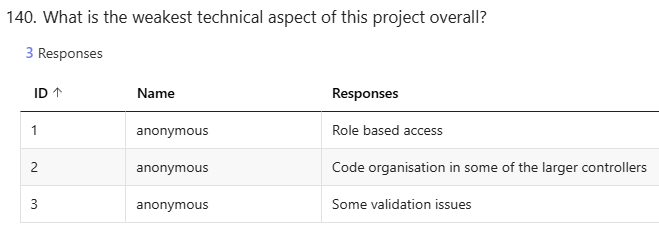 140. What is the weakest technical aspect of this project overall?
3 Responses
ID ↑ Name Responses
1 anonymous Role based access
2 anonymous Code organisation in some of the larger controllers
3 anonymous Some validation issues